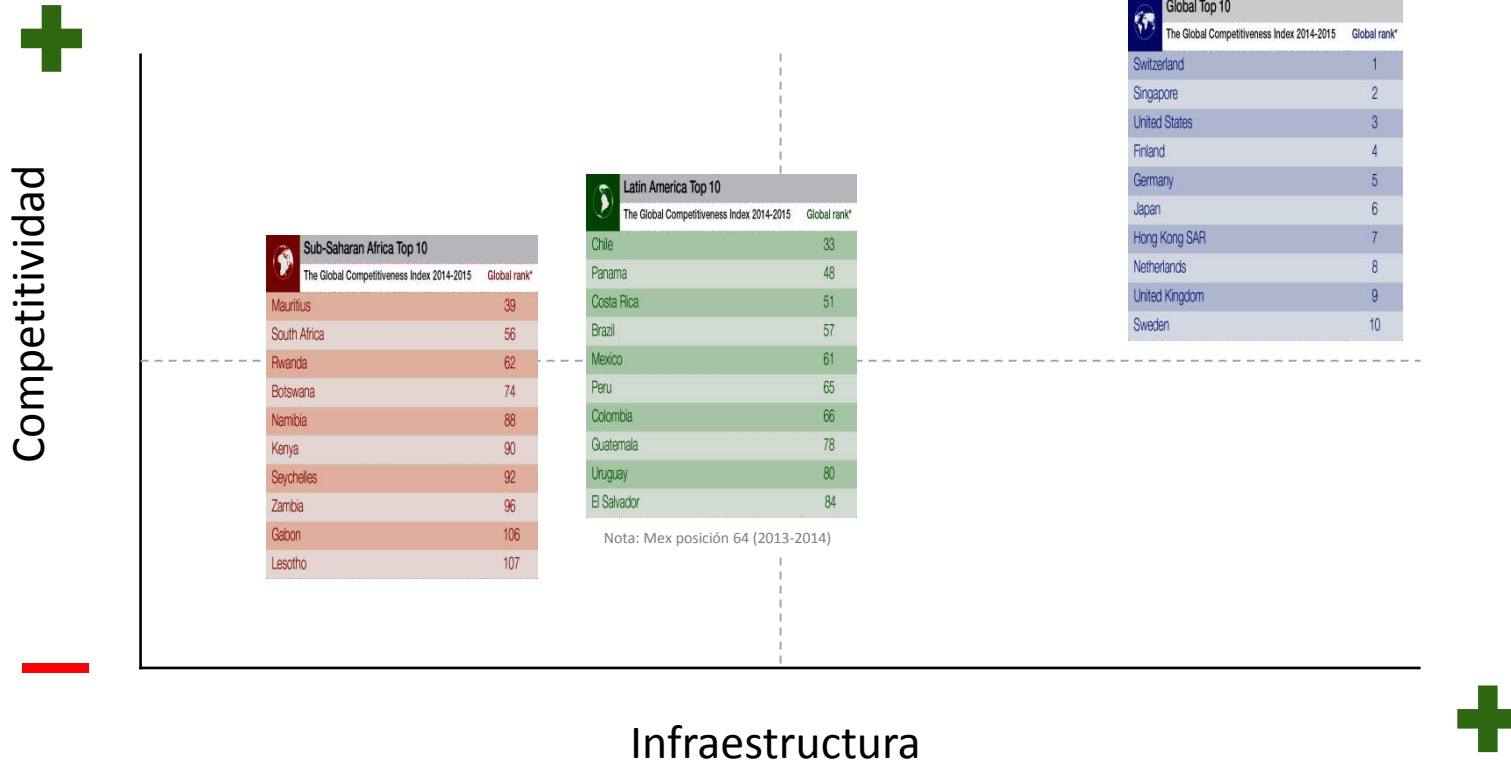 Competitividad
Global Top 10
The Global Competitiveness Index 2014-2015 Global rank*
Switzerland 1
Singapore 2
United States 3
Finland 4
Germany 5
Japan 6
Hong Kong SAR 7
Netherlands 8
United Kingdom 9
Sweden 10
Latin America Top 10
The Global Competitiveness Index 2014-2015 Global rank*
Chile 33
Panama 48
Costa Rica 51
Brazil 57
Mexico 61
Peru 65
Colombia 66
Guatemala 78
Uruguay 80
El Salvador 84
Nota: Mex posición 64 (2013-2014)
Sub-Saharan Africa Top 10
The Global Competitiveness Index 2014-2015 Global rank*
Mauritius 39
South Africa 56
Rwanda 62
Botswana 74
Namibia 88
Kenya 90
Seychelles 92
Zambia 96
Gabon 106
Lesotho 107
Infraestructura